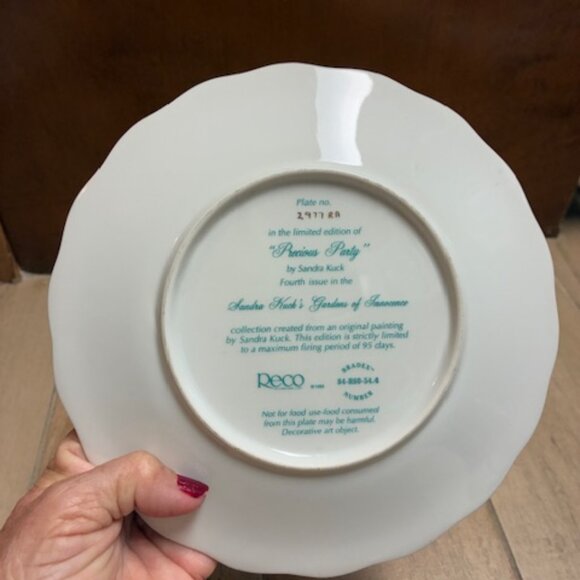 Plate no.
2977 RA
in the limited edition of
"Precious Party"
by Sandra Kuck
Fourth issue in the
Sandra Kuck's Gardens of Innocence
collection created from an original painting
by Sandra Kuck. This edition is strictly limited
to a maximum firing period of 95 days.
Reco
BRADEX™
84-R60-54.4
NUMBER
Not for food use-food consumed
from this plate may be harmful.
Decorative art object.